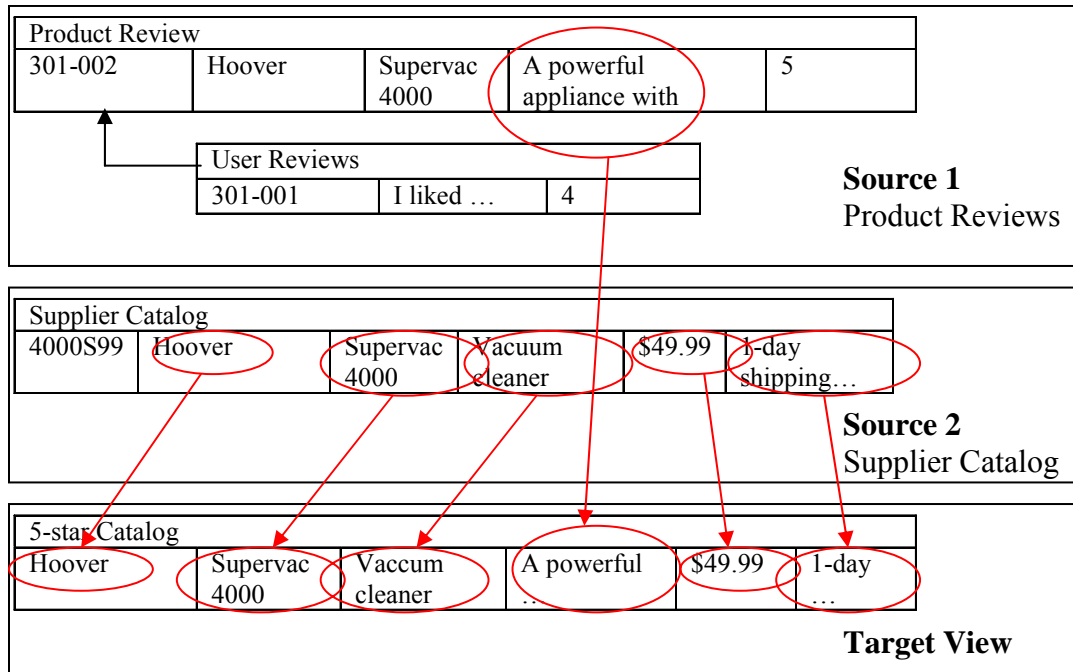 Product Review
301-002 Hoover Supervac A powerful 5
4000 appliance with
User Reviews
301-001 I liked … 4
Source 1
Product Reviews
Supplier Catalog
4000S99 Hoover Supervac Vacuum $49.99 1-day
4000 cleaner shipping…
Source 2
Supplier Catalog
5-star Catalog
Hoover Supervac Vaccum A powerful $49.99 1-day
4000 cleaner … …
Target View